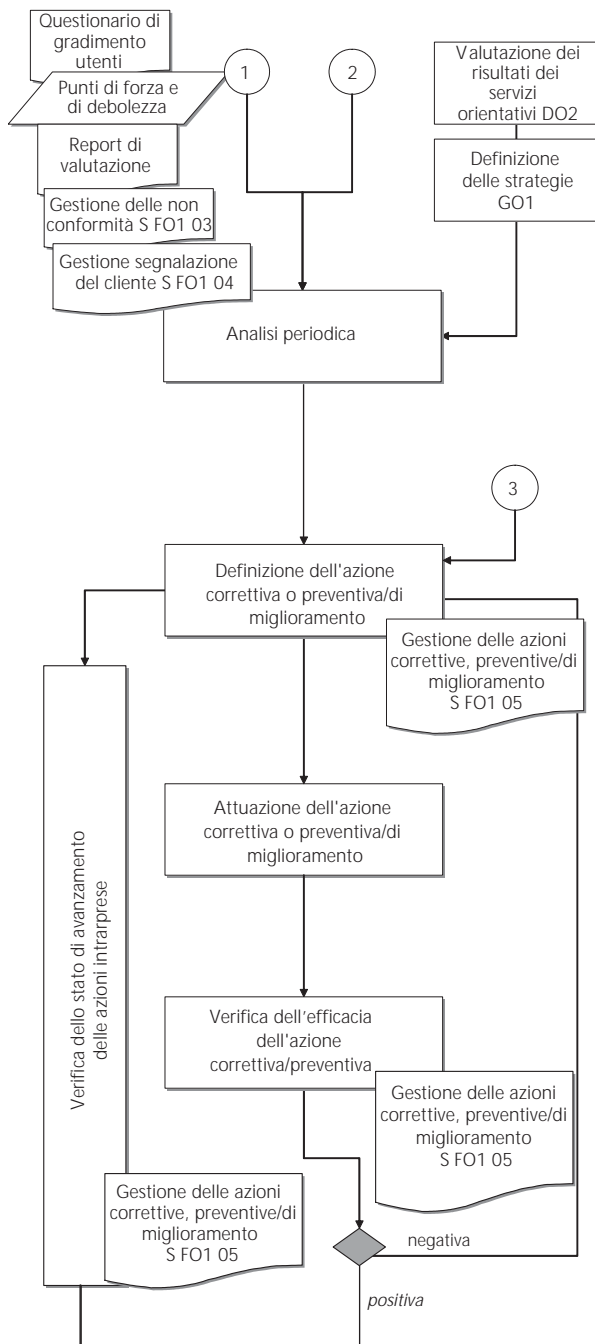 Questionario di
gradimento
utenti
Punti di forza e
di debolezza
Report di
valutazione
Gestione delle non
conformità S FO1 03
Gestione segnalazione
del cliente S FO1 04
1
2
Valutazione dei
risultati dei
servizi
orientativi DO2
Definizione
delle strategie
GO1
Analisi periodica
3
Definizione dell'azione
correttiva o preventiva/di
miglioramento
Gestione delle azioni
correttive, preventive/di
miglioramento
S FO1 05
Attuazione dell'azione
correttiva o preventiva/di
miglioramento
Verifica dello stato di avanzamento
delle azioni intrarprese
Verifica dell'efficacia
dell'azione
correttiva/preventiva
Gestione delle azioni
correttive, preventive/di
miglioramento
S FO1 05
Gestione delle azioni
correttive, preventive/di
miglioramento
S FO1 05
negativa
positiva